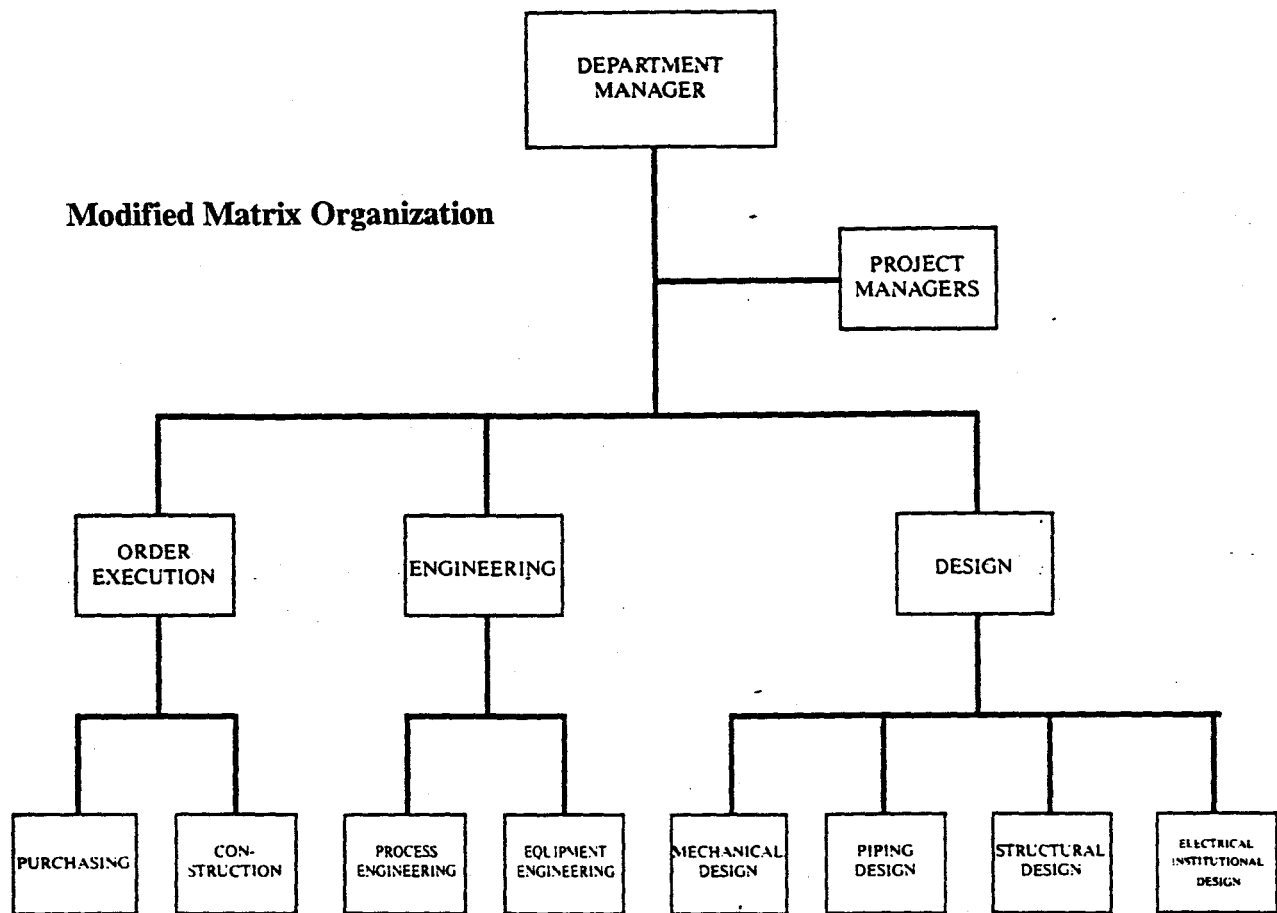 DEPARTMENT
MANAGER
Modified Matrix Organization
PROJECT
MANAGERS
ORDER
EXECUTION
ENGINEERING
DESIGN
PURCHASING
CON-
STRUCTION
PROCESS
ENGINEERING
EQUIPMENT
ENGINEERING
MECHANICAL
DESIGN
PIPING
DESIGN
STRUCTURAL
DESIGN
ELECTRICAL
INSTITUTIONAL
DESIGN